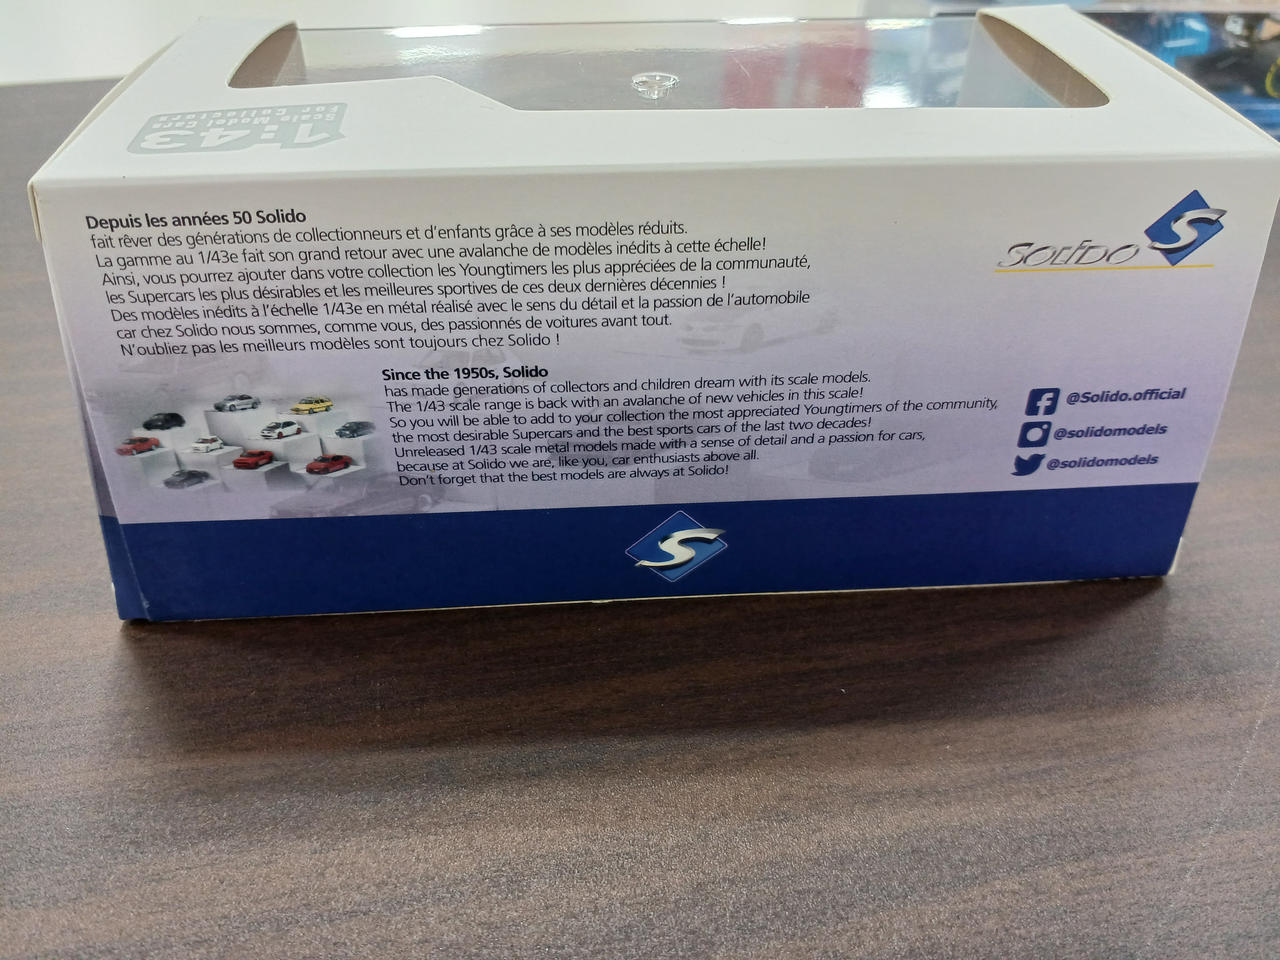 1:43
Scale Model Cars
For Collectors
Depuis les années 50 Solido
fait rêver des générations de collectionneurs et d'enfants grâce à ses modèles réduits.
La gamme au 1/43e fait son grand retour avec une avalanche de modèles inédits à cette échelle!
Ainsi, vous pourrez ajouter dans votre collection les Youngtimers les plus appréciées de la communauté,
les Supercars les plus désirables et les meilleures sportives de ces deux dernières décennies !
Des modèles inédits à l'échelle 1/43e en métal réalisé avec le sens du détail et la passion de l'automobile
car chez Solido nous sommes, comme vous, des passionnés de voitures avant tout.
N'oubliez pas les meilleurs modèles sont toujours chez Solido !
SOLIDO
S
Since the 1950s, Solido
has made generations of collectors and children dream with its scale models.
The 1/43 scale range is back with an avalanche of new vehicles in this scale!
So you will be able to add to your collection the most appreciated Youngtimers of the community,
the most desirable Supercars and the best sports cars of the last two decades!
Unreleased 1/43 scale metal models made with a sense of detail and a passion for cars,
because at Solido we are, like you, car enthusiasts above all.
Don't forget that the best models are always at Solido!
@Solido.official
@solidomodels
@solidomodels
S